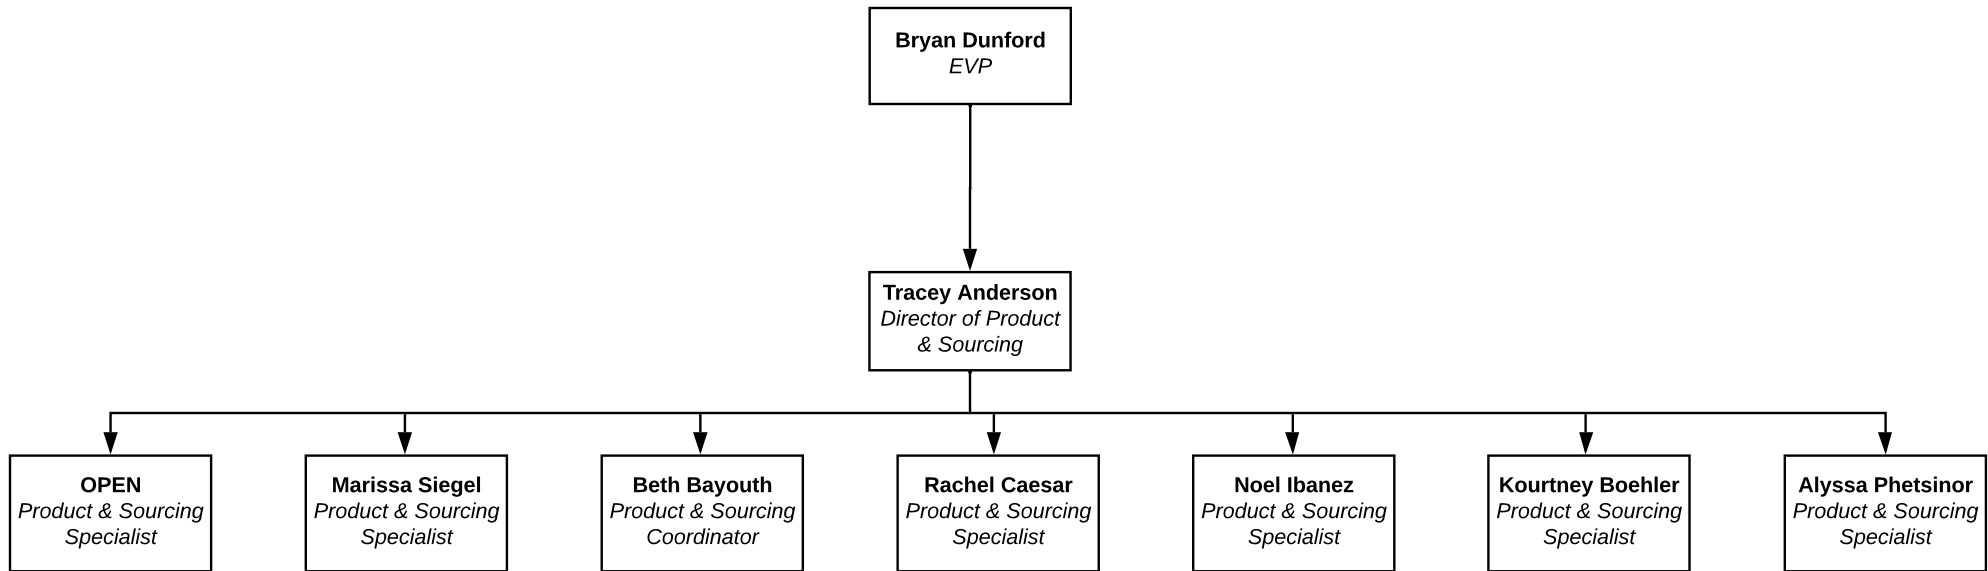 Bryan Dunford
EVP
Tracey Anderson
Director of Product
& Sourcing
OPEN
Product & Sourcing
Specialist
Marissa Siegel
Product & Sourcing
Specialist
Beth Bayouth
Product & Sourcing
Coordinator
Rachel Caesar
Product & Sourcing
Specialist
Noel Ibanez
Product & Sourcing
Specialist
Kourtney Boehler
Product & Sourcing
Specialist
Alyssa Phetsinor
Product & Sourcing
Specialist